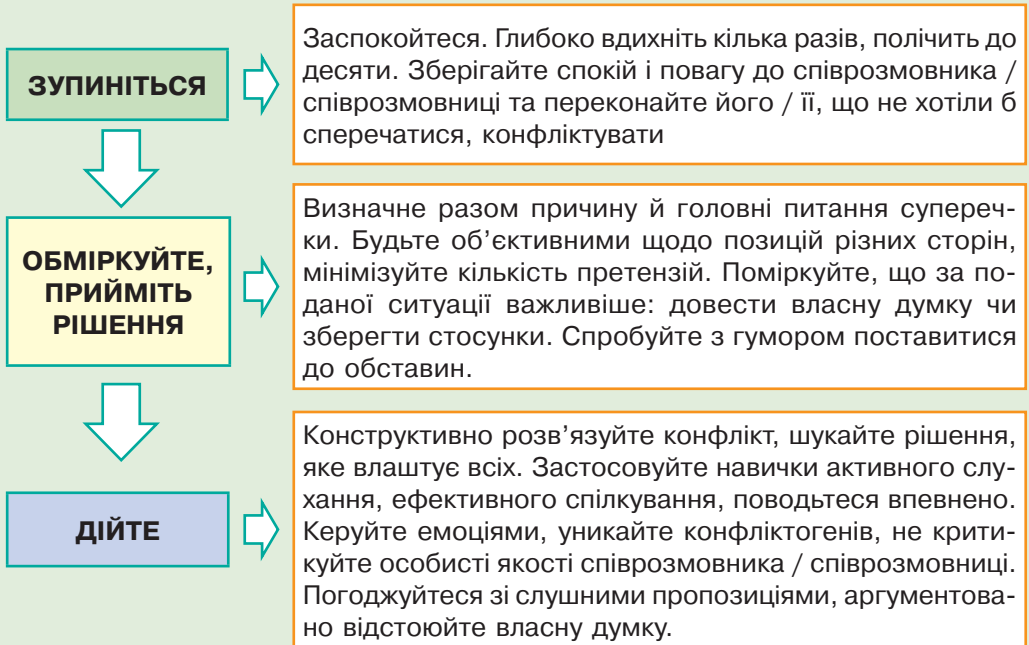 ЗУПИНІТЬСЯ
Заспокойтеся. Глибоко вдихніть кілька разів, полічить до
десяти. Зберігайте спокій і повагу до співрозмовника /
співрозмовниці та переконайте його / її, що не хотіли б
сперечатися, конфліктувати
ОБМІРКУЙТЕ,
ПРИЙМІТЬ
РІШЕННЯ
Визначне разом причину й головні питання супереч-
ки. Будьте об’єктивними щодо позицій різних сторін,
мінімізуйте кількість претензій. Поміркуйте, що за по-
даної ситуації важливіше: довести власну думку чи
зберегти стосунки. Спробуйте з гумором поставитися
до обставин.
ДІЙТЕ
Конструктивно розв’язуйте конфлікт, шукайте рішення,
яке влаштує всіх. Застосовуйте навички активного слу-
хання, ефективного спілкування, поводьтеся впевнено.
Керуйте емоціями, уникайте конфліктогенів, не крити-
куйте особисті якості співрозмовника / співрозмовниці.
Погоджуйтеся зі слушними пропозиціями, аргументова-
но відстоюйте власну думку.